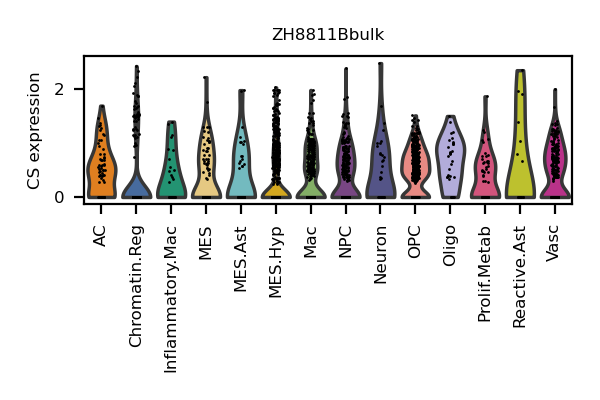 ZH8811Bbulk
CS expression
2
0
AC
Chromatin.Reg
Inflammatory.Mac
MES
MES.Ast
MES.Hyp
Mac
NPC
Neuron
OPC
Oligo
Prolif.Metab
Reactive.Ast
Vasc